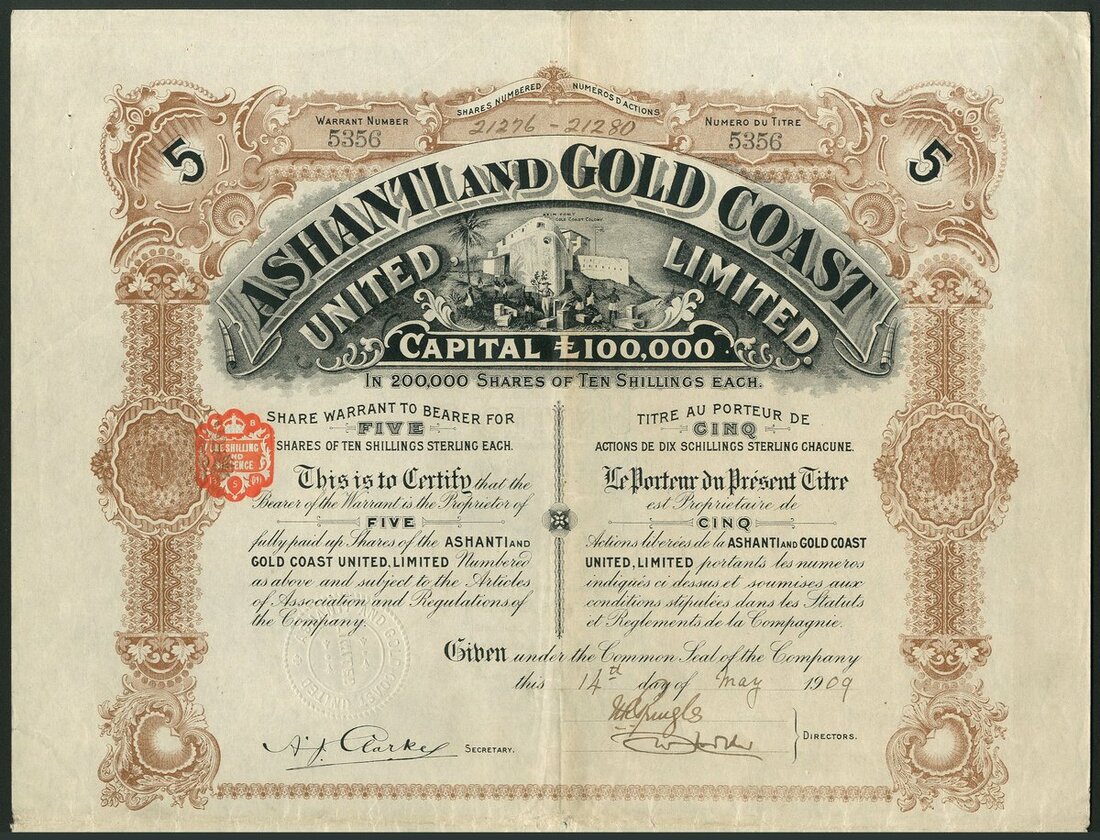 SHARES NUMBERED NUMEROS D'ACTIONS
21276 - 21280
WARRANT NUMBER
5356
NUMERO DU TITRE
5356
5
5
ASHANTI AND GOLD COAST
UNITED LIMITED.
GOLD COAST COLONY
CAPITAL £100,000
IN 200,000 SHARES OF TEN SHILLINGS EACH.
SHARE WARRANT TO BEARER FOR
FIVE
SHARES OF TEN SHILLINGS STERLING EACH.
This is to Certify that the
Bearer of the Warrant is the Proprietor of
FIVE
fully paid up Shares of the ASHANTI AND
GOLD COAST UNITED, LIMITED Numbered
as above and subject to the Articles
of Association and Regulations of
the Company.
TITRE AU PORTEUR DE
CINQ
ACTIONS DE DIX SCHILLINGS STERLING CHACUNE.
Le Porteur du Présent Titre
est Propriétaire de
CINQ
Actions liberées de la ASHANTI AND GOLD COAST
UNITED, LIMITED portants les numeros
indiqués ci dessus et soumises aux
conditions stipulées dans les Statuts
et Reglements de la Compagnie.
ONE SHILLING
AND
SIXPENCE
Given under the Common Seal of the Company
this 14th day of May 1909
A. J. Clarke SECRETARY.
DIRECTORS.